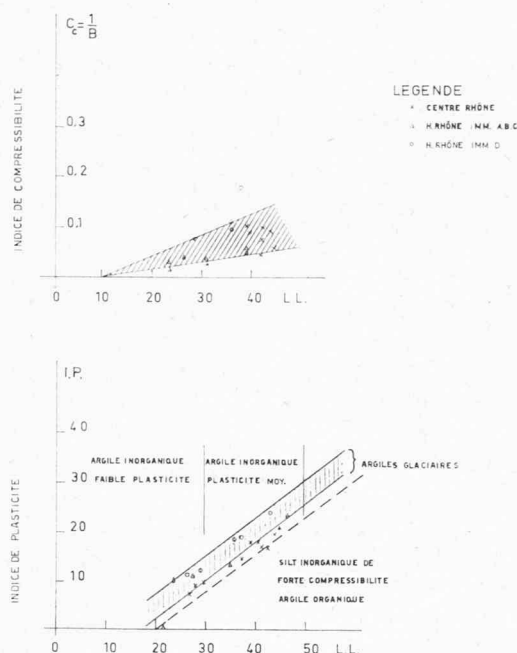 C_c = 1/B
INDICE DE COMPRESSIBILITE
0.3
0.2
0.1
0
0 10 20 30 40 L.L.
LEGENDE
CENTRE RHÔNE
H.RHÔNE IMM. A.B.C
H.RHÔNE IMM D
I.P.
INDICE DE PLASTICITE
40
30
20
10
0
ARGILE INORGANIQUE
FAIBLE PLASTICITE
ARGILE INORGANIQUE
PLASTICITE MOY.
ARGILES GLACIAIRES
SILT INORGANIQUE DE
FORTE COMPRESSIBILITE
ARGILE ORGANIQUE
0 10 20 30 40 50 L.L.